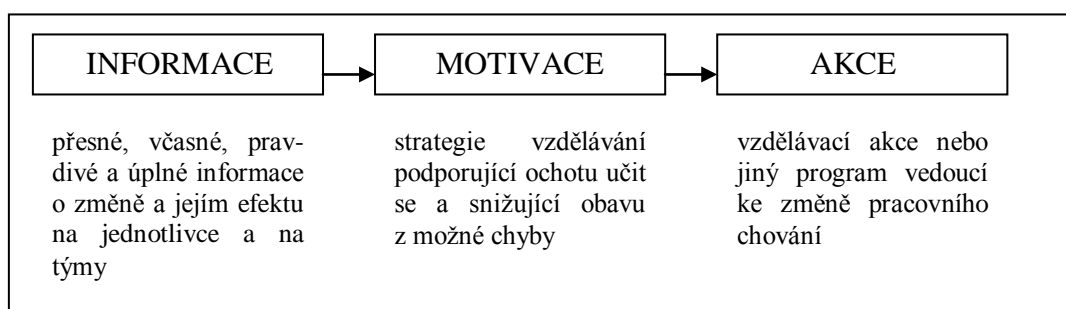 INFORMACE
MOTIVACE
AKCE
přesné, včasné, prav-
divé a úplné informace
o změně a jejím efektu
na jednotlivce a na
týmy
strategie vzdělávání
podporující ochotu učit
se a snižující obavu
z možné chyby
vzdělávací akce nebo
jiný program vedoucí
ke změně pracovního
chování